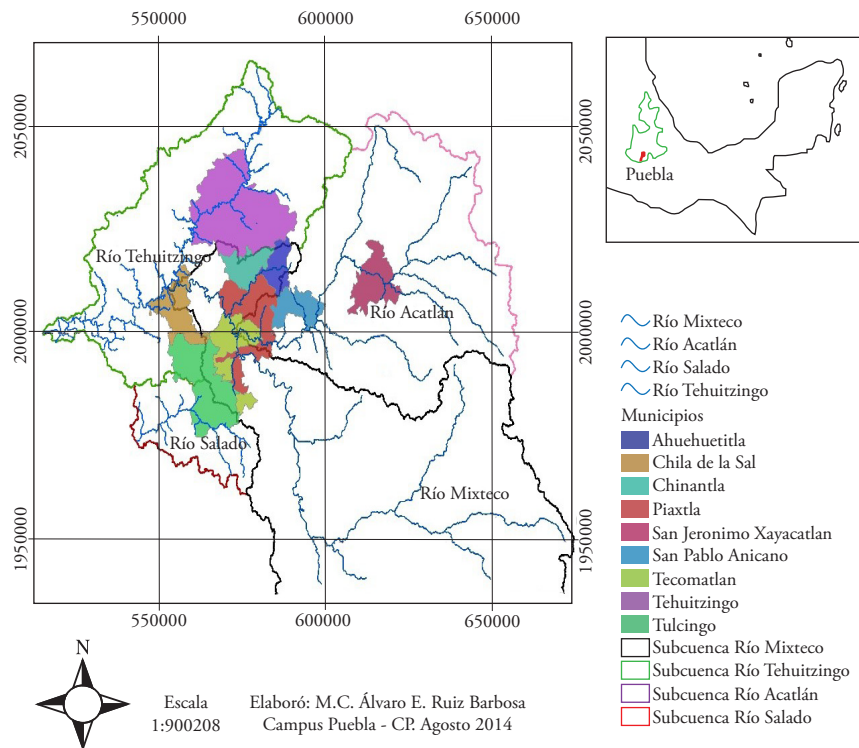 550000 600000 650000
2050000
2000000
1950000
2050000
2000000
1950000
Río Tehuitzingo
Río Acatlán
Río Salado
Río Mixteco
550000 600000 650000
Puebla
Río Mixteco
Río Acatlán
Río Salado
Río Tehuitzingo
Municipios
Ahuehuetitla
Chila de la Sal
Chinantla
Piaxtla
San Jeronimo Xayacatlan
San Pablo Anicano
Tecomatlan
Tehuitzingo
Tulcingo
Subcuenca Río Mixteco
Subcuenca Río Tehuitzingo
Subcuenca Río Acatlán
Subcuenca Río Salado
N
Escala
1:900208
Elaboró: M.C. Álvaro E. Ruiz Barbosa
Campus Puebla - CP. Agosto 2014